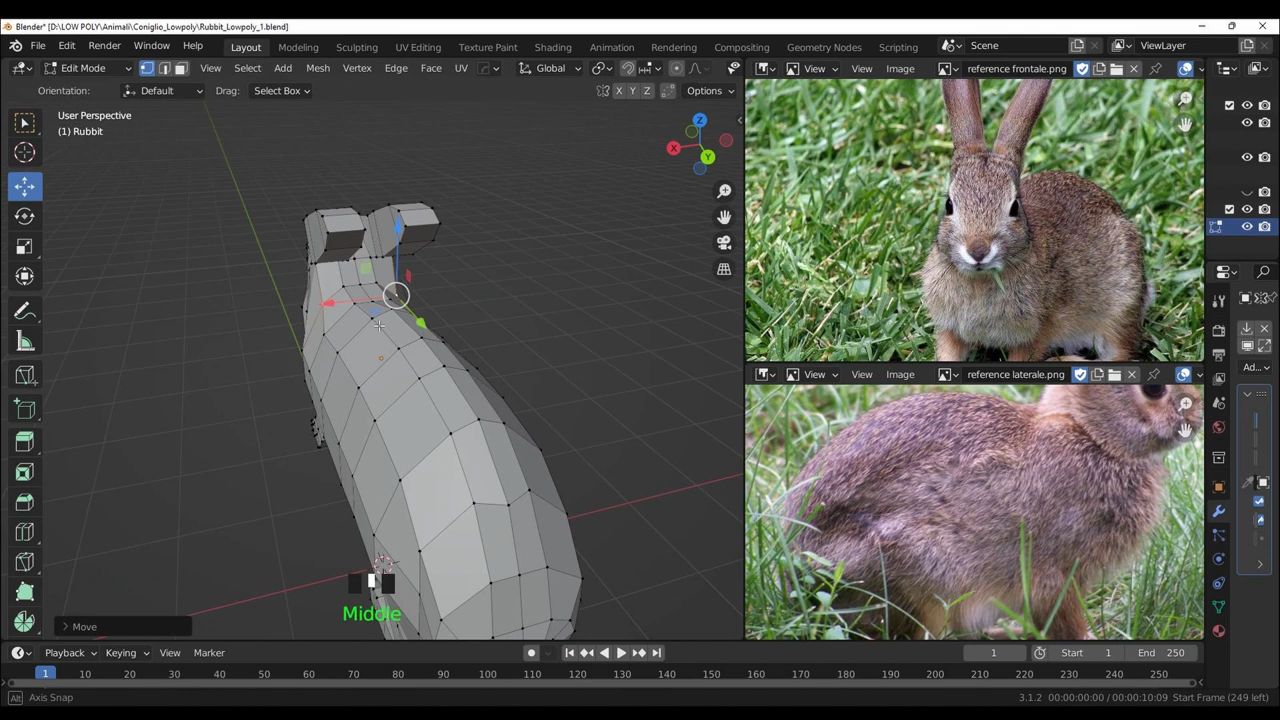 Blender* [D:\LOW POLY\Animali\Coniglio_Lowpoly\Rubbit_Lowpoly_1.blend]
File Edit Render Window Help Layout Modeling Sculpting UV Editing Texture Paint Shading Animation Rendering Compositing Geometry Nodes Scripting Scene ViewLayer
Edit Mode View Select Add Mesh Vertex Edge Face UV Global View View Image reference frontale.png
Orientation: Default Drag: Select Box X Y Z Options
User Perspective
(1) Rubbit
Z
X
Y
View View Image reference laterale.png
Ad...
Middle
Move
Playback Keying View Marker 1 Start 1 End 250
1 10 20 30 40 50 60 70 80 90 100 110 120 130 140 150 160 170 180 190 200 210 220 230 240 250
Alt Axis Snap 3.1.2 00:00:00:00 / 00:00:10:09 Start Frame (249 left)